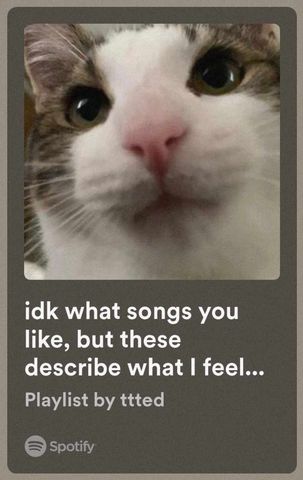 idk what songs you
like, but these
describe what I feel...
Playlist by ttted
Spotify